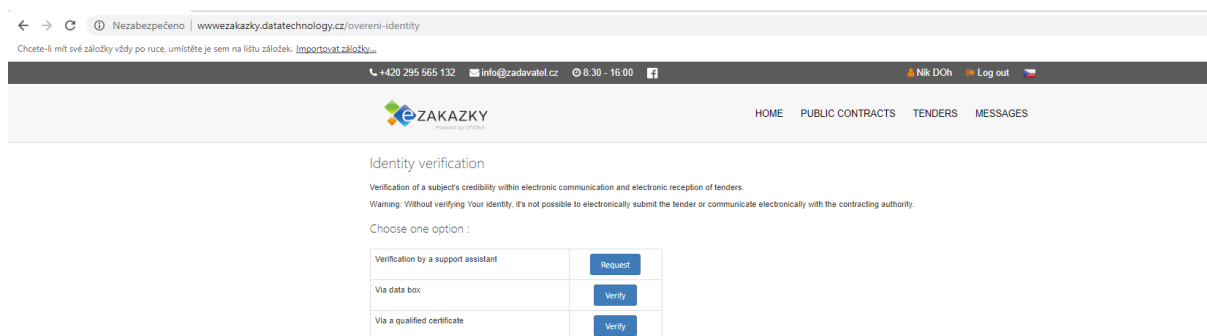 Nezabezpečeno | wwwezakazky.datatechnology.cz/overeni-identity
Chcete-li mít své záložky vždy po ruce, umístěte je sem na lištu záložek. Importovat záložky...
+420 295 565 132 info@zadavatel.cz 8:30 - 16:00 Nik DOh Log out
eZAKAZKY
Powered by OTIDEA
HOME PUBLIC CONTRACTS TENDERS MESSAGES
Identity verification
Verification of a subject's credibility within electronic communication and electronic reception of tenders.
Warning: Without verifying Your identity, it's not possible to electronically submit the tender or communicate electronically with the contracting authority.
Choose one option :
Verification by a support assistant Request
Via data box Verify
Via a qualified certificate Verify